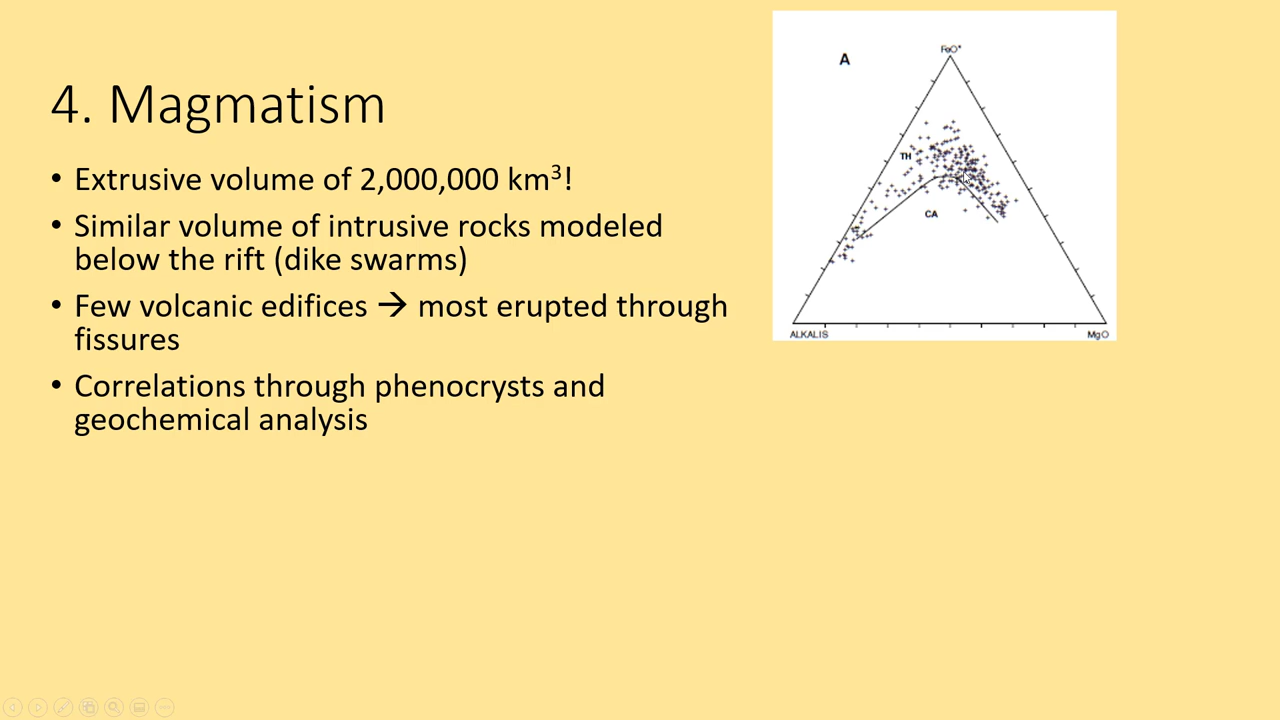 4. Magmatism
• Extrusive volume of 2,000,000 km³!
• Similar volume of intrusive rocks modeled
below the rift (dike swarms)
• Few volcanic edifices → most erupted through
fissures
• Correlations through phenocrysts and
geochemical analysis
A
FeO*
TH
CA
ALKALIS
MgO